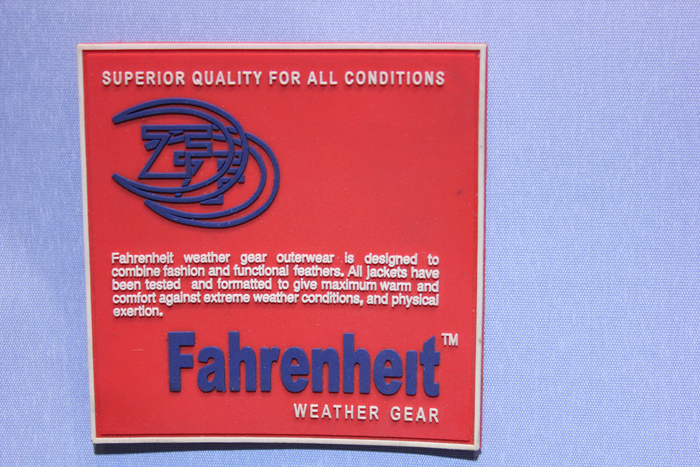 SUPERIOR QUALITY FOR ALL CONDITIONS
Fahrenheit weather gear outerwear is designed to
combine fashion and functional feathers. All jackets have
been tested and formatted to give maximum warm and
comfort against extreme weather conditions, and physical
exertion.
Fahrenheit™
WEATHER GEAR